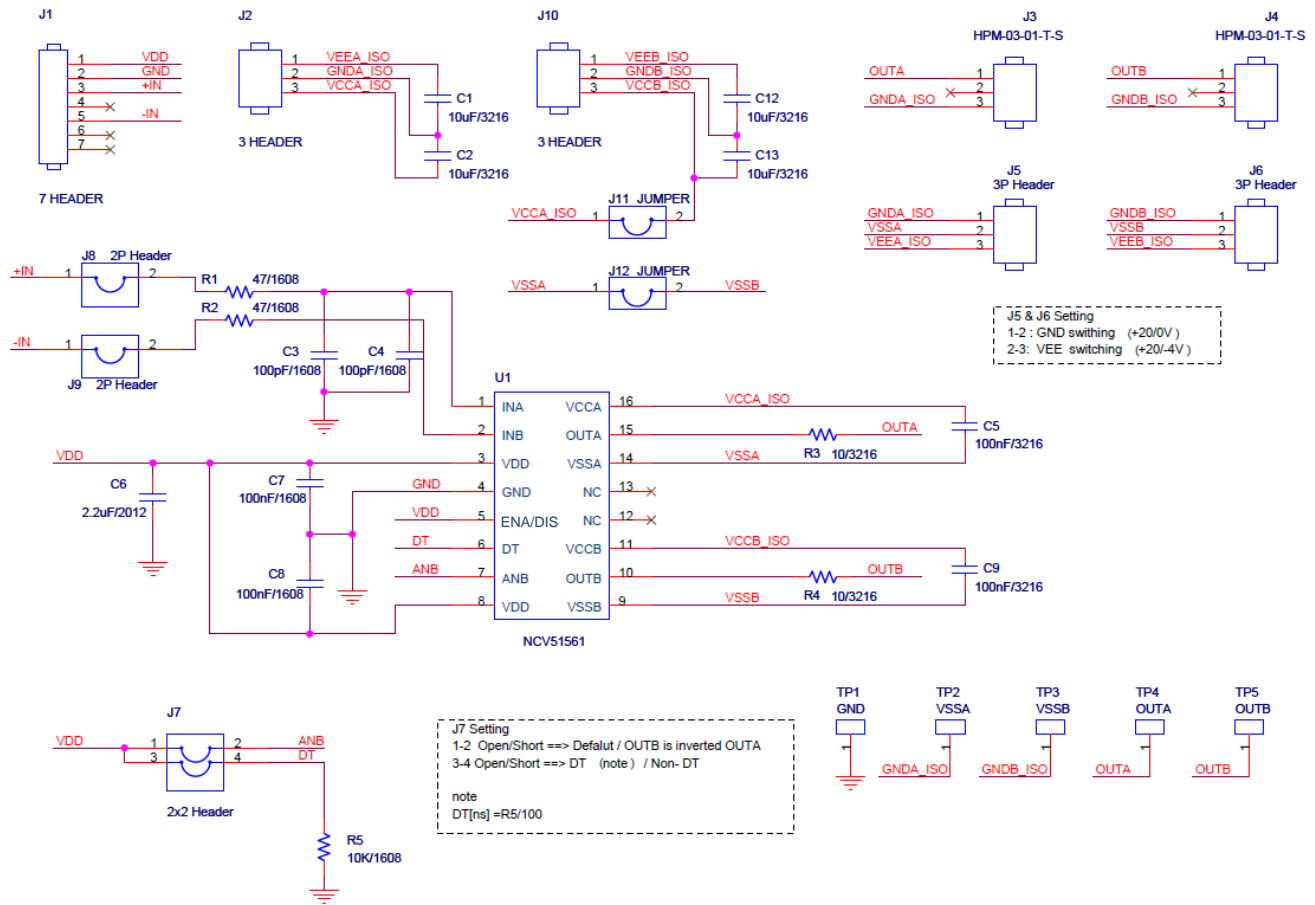 J1
J2
J10
J3
HPM-03-01-T-S
J4
HPM-03-01-T-S
1 VDD
2 GND
3 +IN
4
5 -IN
6
7
7 HEADER
1 VEEA_ISO
2 GNDA_ISO
3 VCCA_ISO
3 HEADER
C1
10uF/3216
C2
10uF/3216
1 VEEB_ISO
2 GNDB_ISO
3 VCCB_ISO
3 HEADER
C12
10uF/3216
C13
10uF/3216
OUTA 1
2
GNDA_ISO 3
OUTB 1
2
GNDB_ISO 3
J5
3P Header
GNDA_ISO 1
VSSA 2
VEEA_ISO 3
J6
3P Header
GNDB_ISO 1
VSSB 2
VEEB_ISO 3
J11 JUMPER
VCCA_ISO 1 2
J12 JUMPER
VSSA 1 2 VSSB
J5 & J6 Setting
1-2 : GND swithing (+20/0V )
2-3: VEE switching (+20/-4V )
J8 2P Header
+IN 1 2
R1 47/1608
R2 47/1608
-IN 1 2
J9 2P Header
C3
100pF/1608
C4
100pF/1608
U1
1 INA
2 INB
3 VDD
4 GND
5 ENA/DIS
6 DT
7 ANB
8 VDD
VCCA 16
OUTA 15
VSSA 14
NC 13
NC 12
VCCB 11
OUTB 10
VSSB 9
NCV51561
VDD
C6
2.2uF/2012
C7
100nF/1608
C8
100nF/1608
GND
VDD
DT
ANB
VCCA_ISO
OUTA
R3 10/3216
VSSA
C5
100nF/3216
VCCB_ISO
OUTB
R4 10/3216
VSSB
C9
100nF/3216
J7
VDD 1 2 ANB
3 4 DT
2x2 Header
R5
10K/1608
J7 Setting
1-2 Open/Short ==> Defalut / OUTB is inverted OUTA
3-4 Open/Short ==> DT (note ) / Non- DT
note
DT[ns] =R5/100
TP1
GND
1
TP2
VSSA
1
GNDA_ISO
TP3
VSSB
1
GNDB_ISO
TP4
OUTA
1
OUTA
TP5
OUTB
1
OUTB